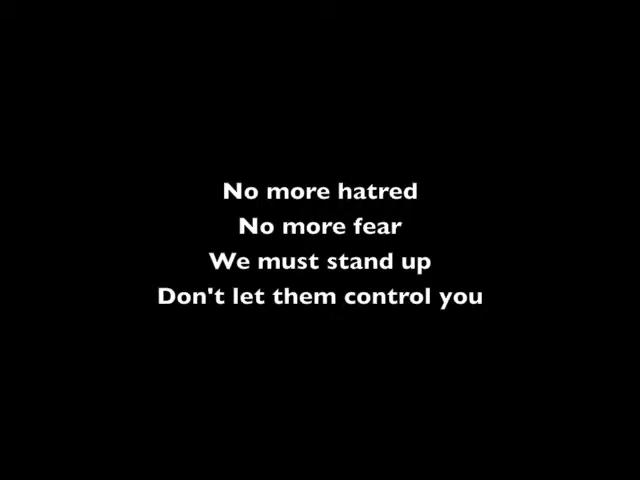 No more hatred
No more fear
We must stand up
Don't let them control you